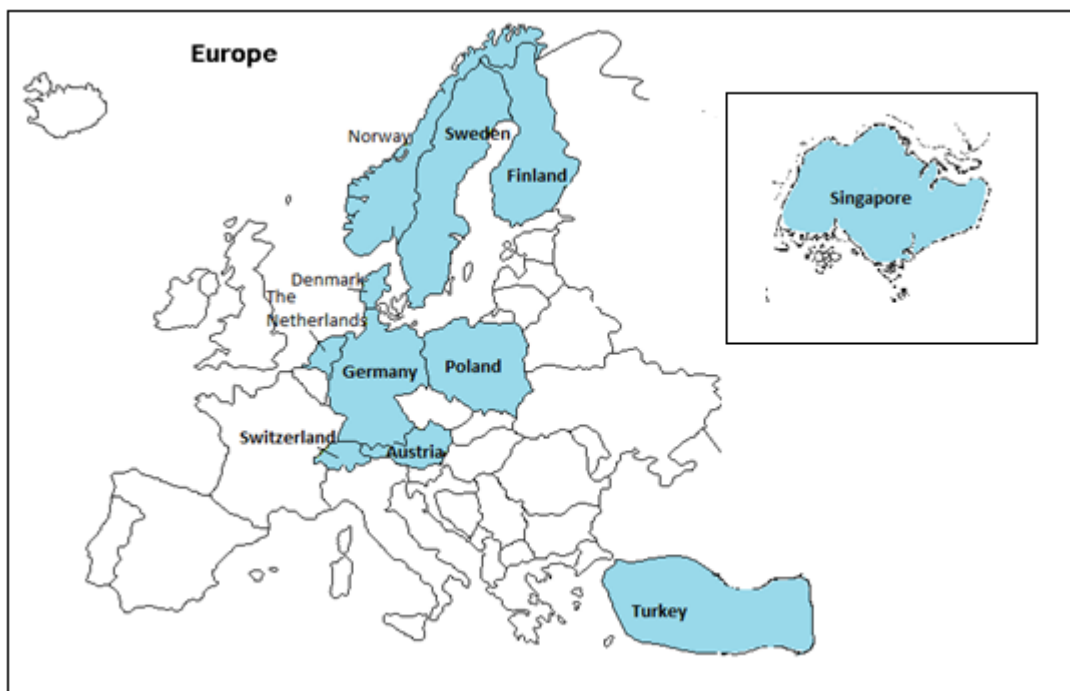 Europe
Norway
Sweden
Finland
Singapore
Denmark
The
Netherlands
Germany
Poland
Switzerland
Austria
Turkey